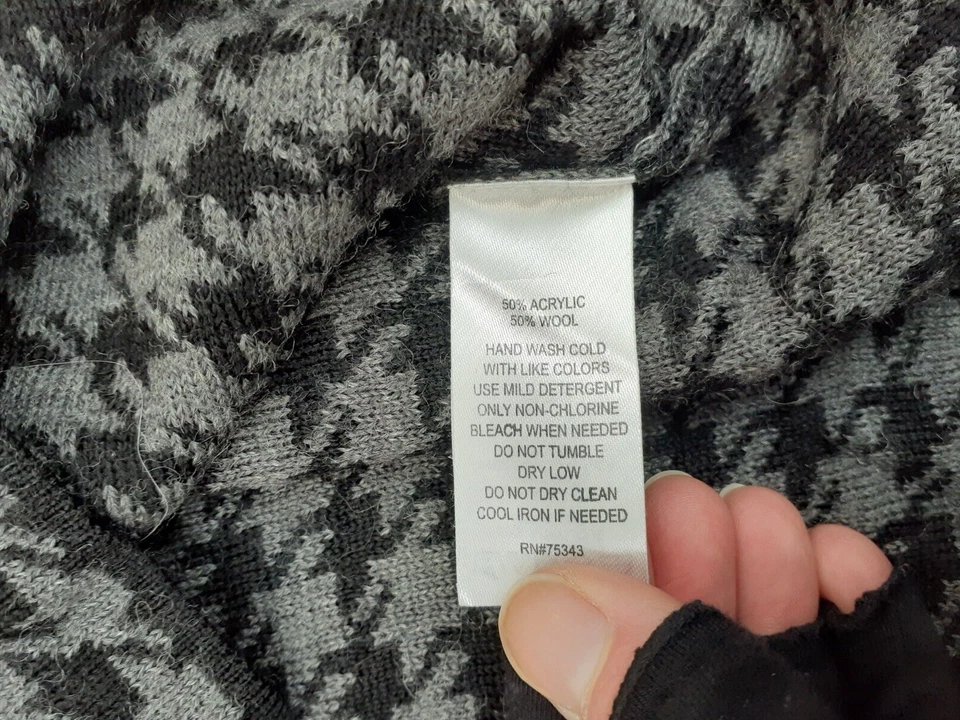 50% ACRYLIC
50% WOOL
HAND WASH COLD
WITH LIKE COLORS
USE MILD DETERGENT
ONLY NON-CHLORINE
BLEACH WHEN NEEDED
DO NOT TUMBLE
DRY LOW
DO NOT DRY CLEAN
COOL IRON IF NEEDED
RN#75343